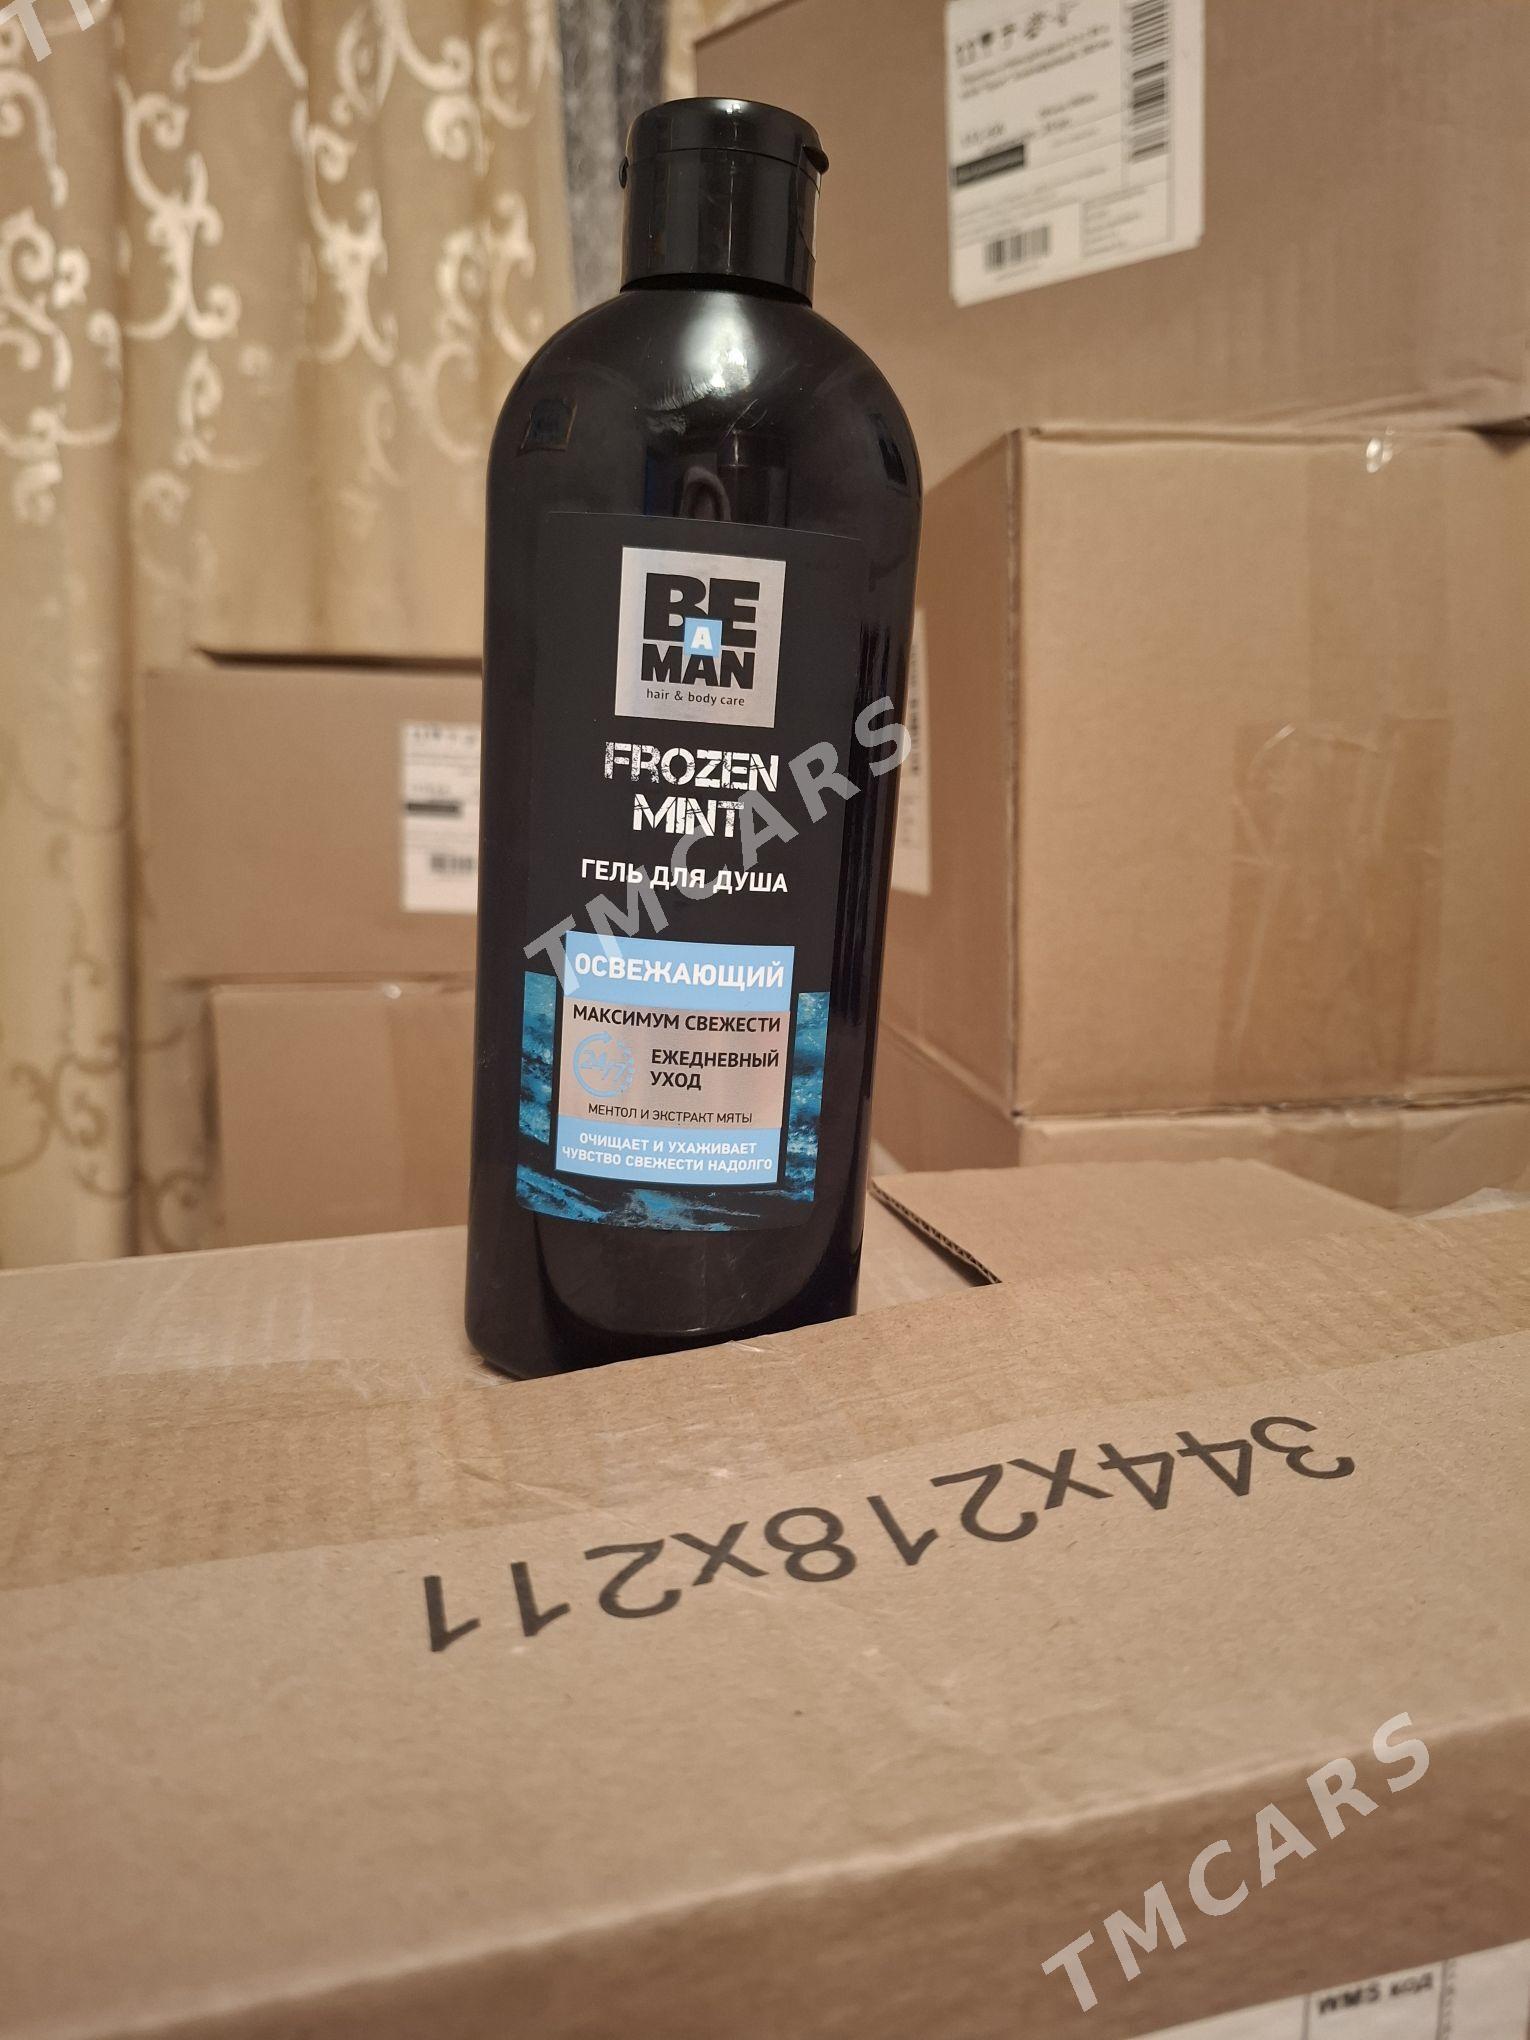 BE
A
MAN
hair & body care
FROZEN
MINT
ГЕЛЬ ДЛЯ ДУША
ОСВЕЖАЮЩИЙ
МАКСИМУМ СВЕЖЕСТИ
24/7
ЕЖЕДНЕВНЫЙ
УХОД
МЕНТОЛ И ЭКСТРАКТ МЯТЫ
ОЧИЩАЕТ И УХАЖИВАЕТ
ЧУВСТВО СВЕЖЕСТИ НАДОЛГО
TMCARS
344x218x211
TMCARS
WMS код